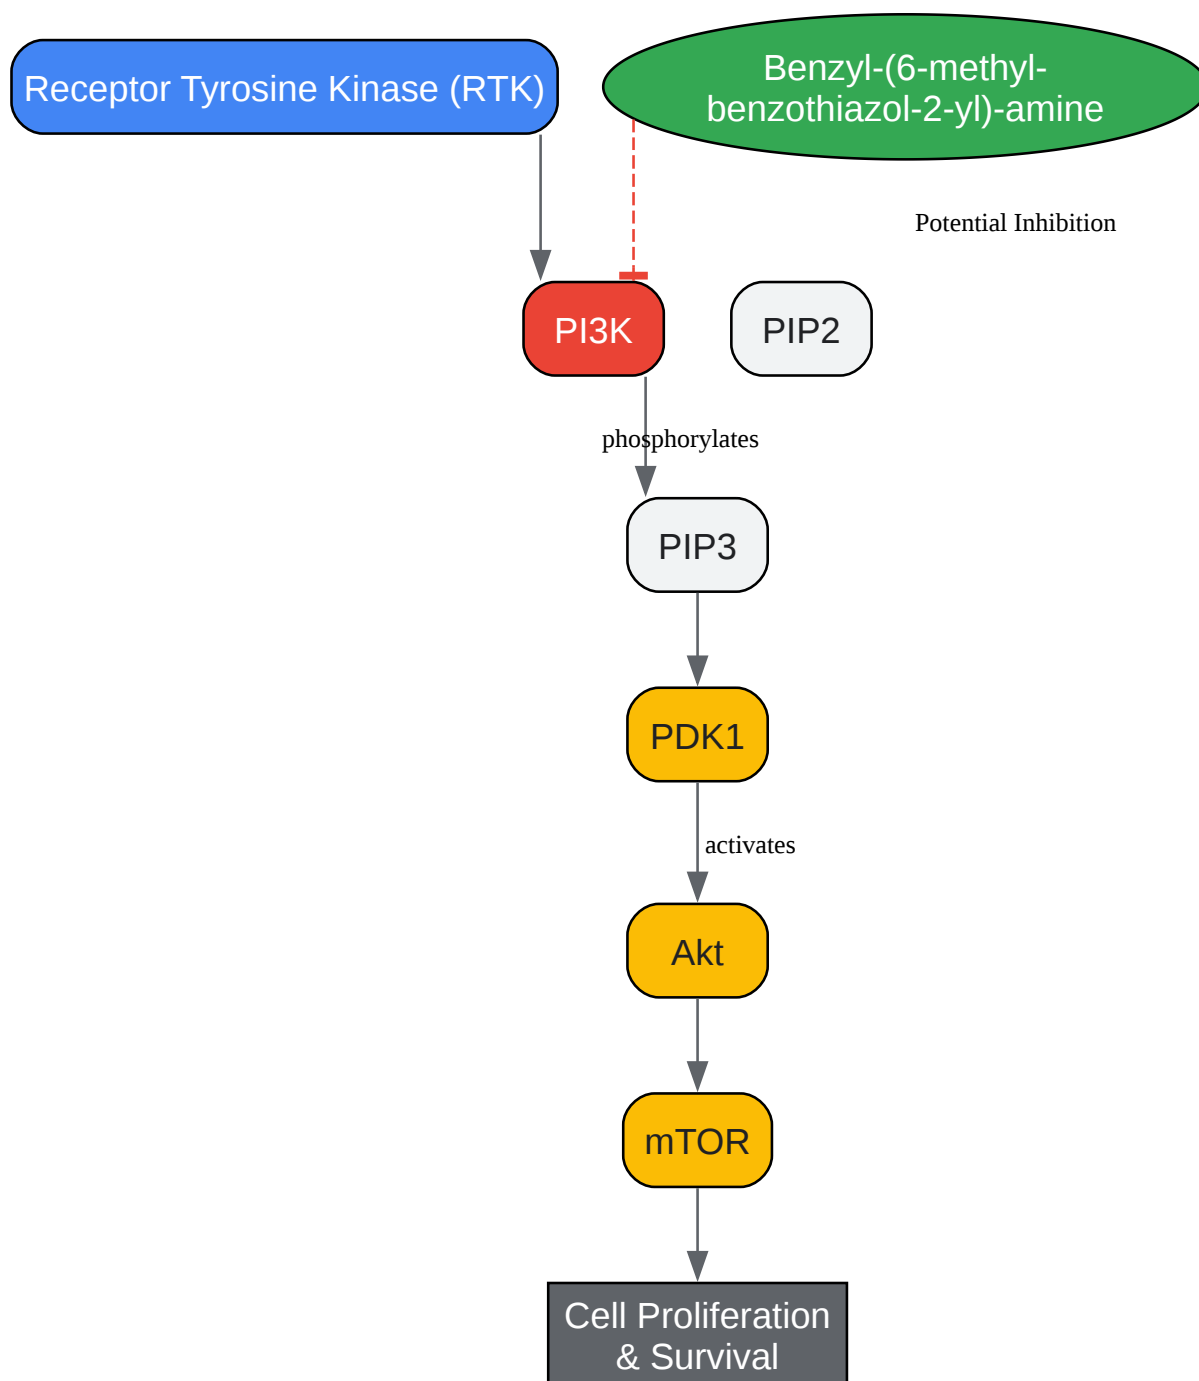 Receptor Tyrosine Kinase (RTK)
Benzyl-(6-methyl-
benzothiazol-2-yl)-amine
Potential Inhibition
PI3K
PIP2
phosphorylates
PIP3
PDK1
activates
Akt
mTOR
Cell Proliferation
& Survival